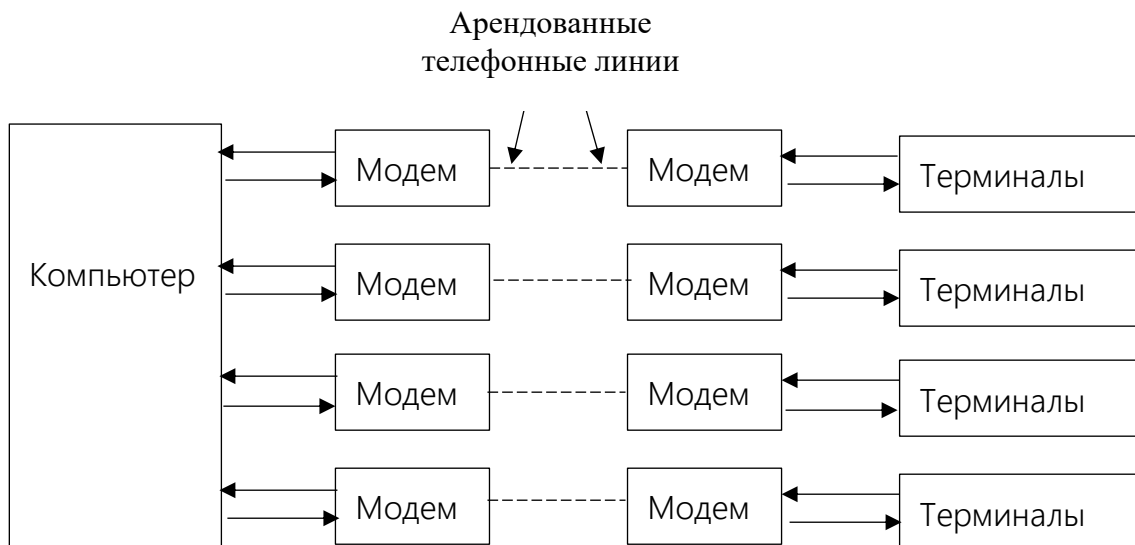 Арендованные
телефонные линии
Модем Модем Терминалы
Компьютер Модем Модем Терминалы
Модем Модем Терминалы
Модем Модем Терминалы